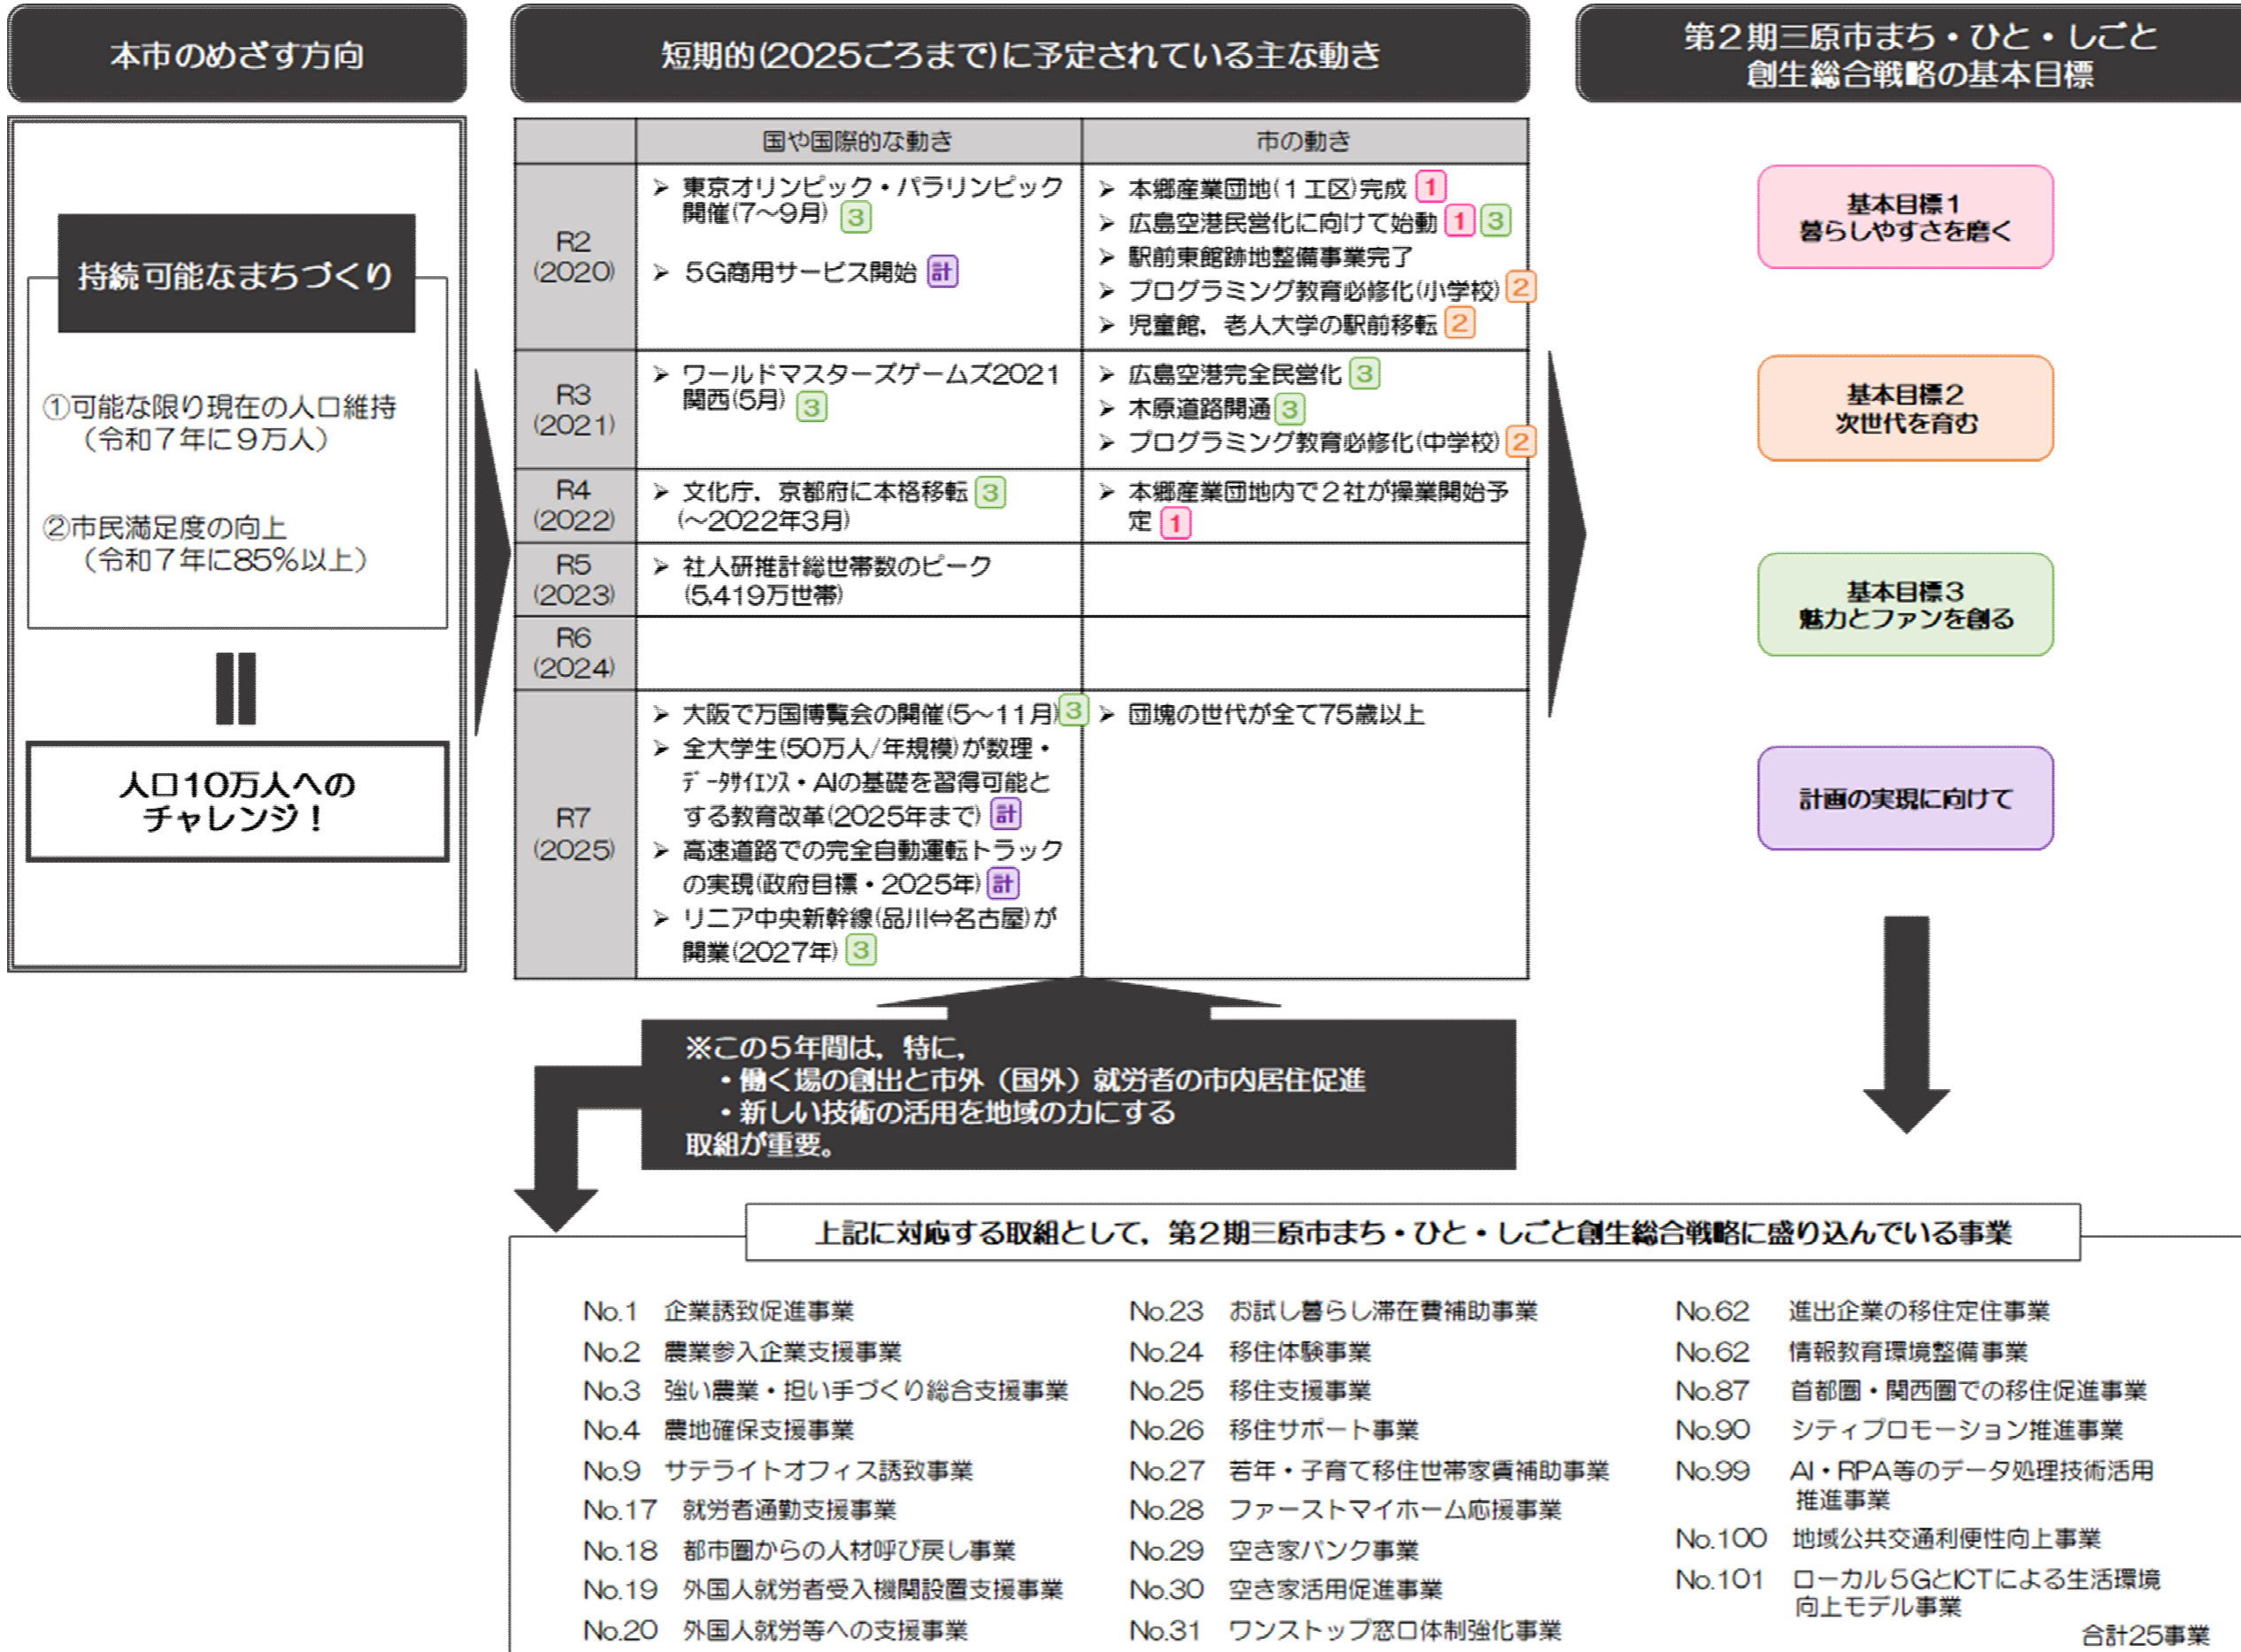 本市のめざす方向
持続可能なまちづくり
①可能な限り現在の人口維持
（令和７年に９万人）
②市民満足度の向上
（令和７年に85％以上）
人口10万人への
チャレンジ！
短期的(2025ごろまで)に予定されている主な動き
国や国際的な動き
市の動き
R2
(2020)
➢ 東京オリンピック・パラリンピック
開催(7～9月) 3
➢ ５G商用サービス開始 計
➢ 本郷産業団地(１工区)完成 1
➢ 広島空港民営化に向けて始動 1 3
➢ 駅前東館跡地整備事業完了
➢ プログラミング教育必修化(小学校) 2
➢ 児童館，老人大学の駅前移転 2
R3
(2021)
➢ ワールドマスターズゲームズ2021
関西(5月) 3
➢ 広島空港完全民営化 3
➢ 木原道路開通 3
➢ プログラミング教育必修化(中学校) 2
R4
(2022)
➢ 文化庁，京都府に本格移転 3
(～2022年3月)
➢ 本郷産業団地内で２社が操業開始予
定 1
R5
(2023)
➢ 社人研推計総世帯数のピーク
(5,419万世帯)
R6
(2024)
R7
(2025)
➢ 大阪で万国博覧会の開催(5～11月) 3
➢ 全大学生(50万人/年規模)が数理・
ﾃﾞｰﾀｻｲｴﾝｽ・AIの基礎を習得可能と
する教育改革(2025年まで) 計
➢ 高速道路での完全自動運転トラック
の実現(政府目標・2025年) 計
➢ リニア中央新幹線(品川⇔名古屋)が
開業(2027年) 3
➢ 団塊の世代が全て75歳以上
※この５年間は，特に，
・働く場の創出と市外（国外）就労者の市内居住促進
・新しい技術の活用を地域の力にする
取組が重要。
第２期三原市まち・ひと・しごと
創生総合戦略の基本目標
基本目標１
暮らしやすさを磨く
基本目標２
次世代を育む
基本目標３
魅力とファンを創る
計画の実現に向けて
上記に対応する取組として，第２期三原市まち・ひと・しごと創生総合戦略に盛り込んでいる事業
No.1 企業誘致促進事業
No.2 農業参入企業支援事業
No.3 強い農業・担い手づくり総合支援事業
No.4 農地確保支援事業
No.9 サテライトオフィス誘致事業
No.17 就労者通勤支援事業
No.18 都市圏からの人材呼び戻し事業
No.19 外国人就労者受入機関設置支援事業
No.20 外国人就労等への支援事業
No.23 お試し暮らし滞在費補助事業
No.24 移住体験事業
No.25 移住支援事業
No.26 移住サポート事業
No.27 若年・子育て移住世帯家賃補助事業
No.28 ファーストマイホーム応援事業
No.29 空き家バンク事業
No.30 空き家活用促進事業
No.31 ワンストップ窓口体制強化事業
No.62 進出企業の移住定住事業
No.62 情報教育環境整備事業
No.87 首都圏・関西圏での移住促進事業
No.90 シティプロモーション推進事業
No.99 AI・RPA等のデータ処理技術活用
推進事業
No.100 地域公共交通利便性向上事業
No.101 ローカル５GとICTによる生活環境
向上モデル事業
合計25事業